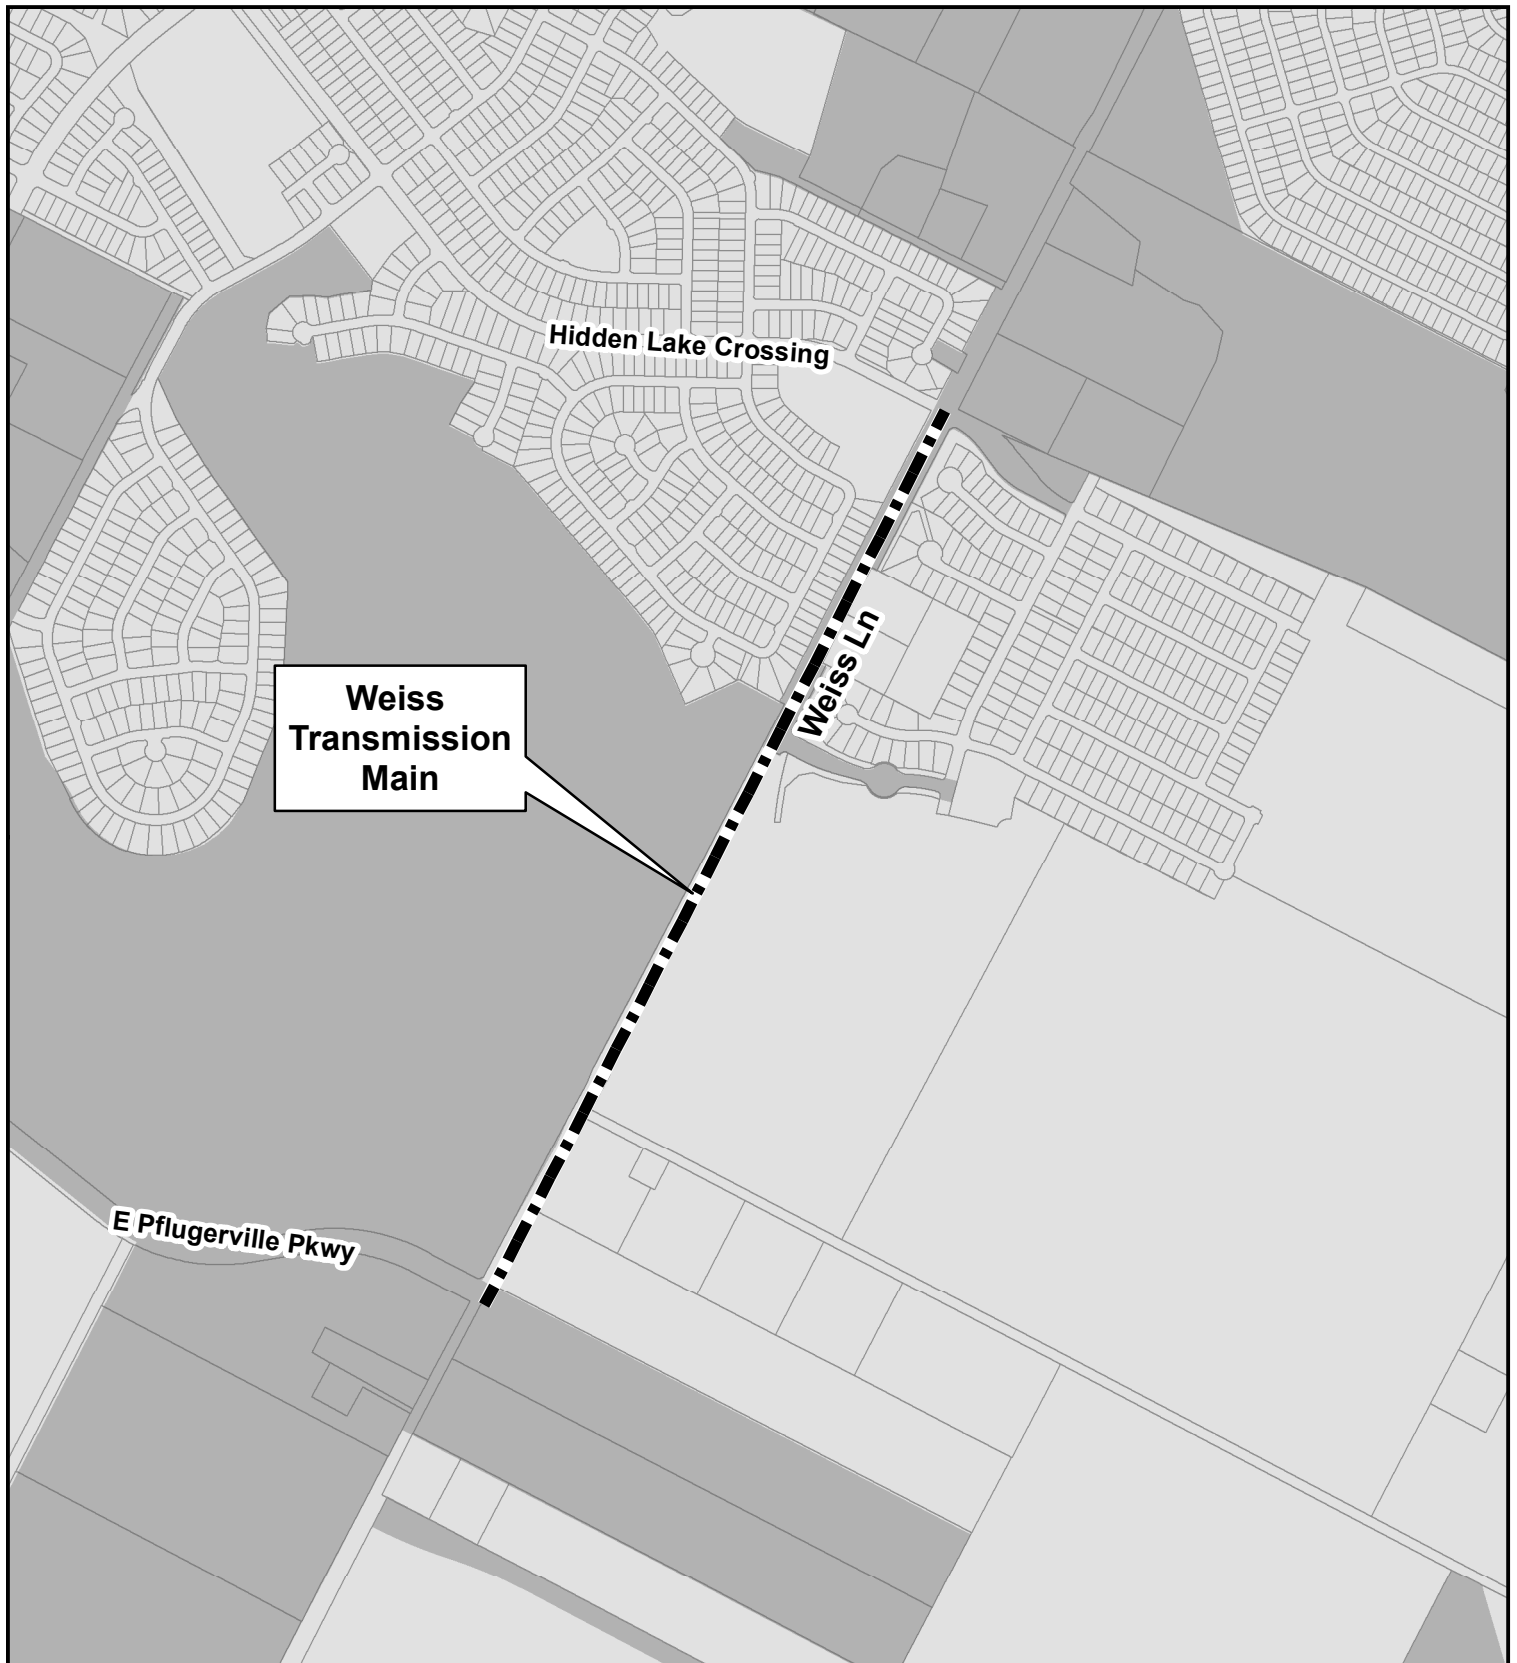 Hidden Lake Crossing
Weiss Ln
Weiss
Transmission
Main
E Pflugerville Pkwy